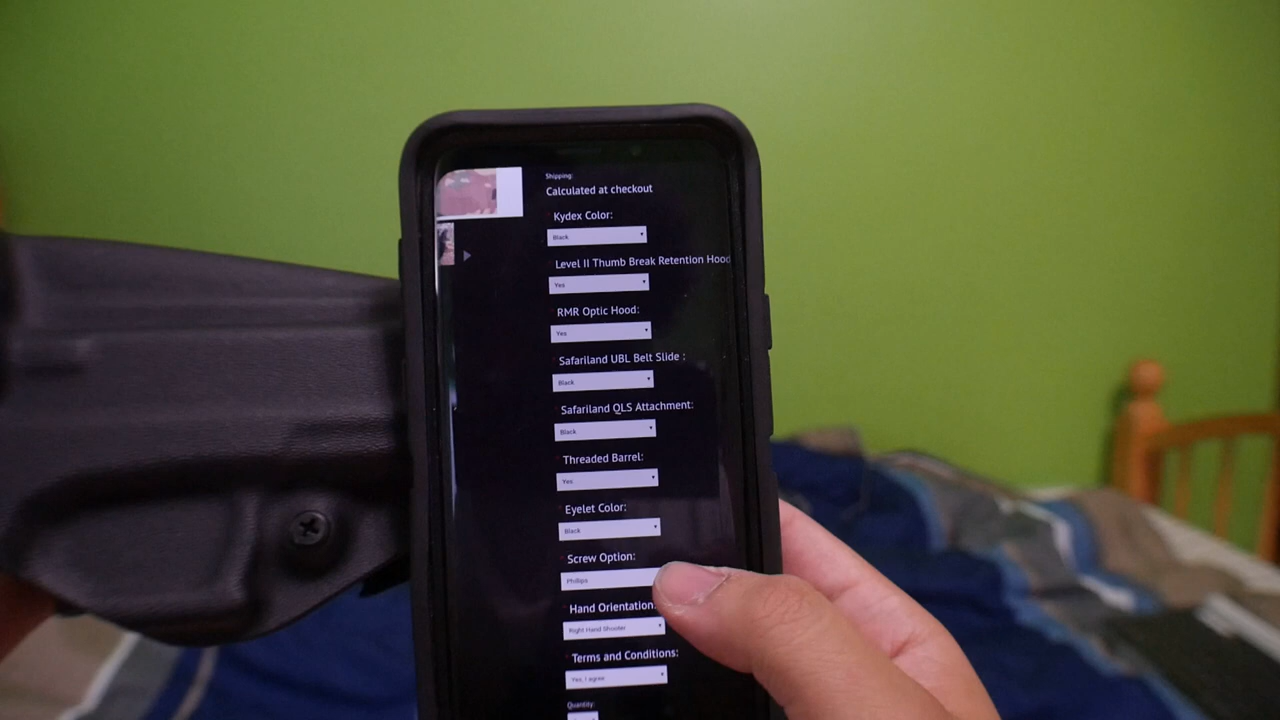 Shipping:
Calculated at checkout
* Kydex Color:
Black
Level II Thumb Break Retention Hood
Yes
RMR Optic Hood:
Yes
Safariland UBL Belt Slide :
Black
Safariland QLS Attachment:
Black
Threaded Barrel:
Yes
Eyelet Color:
Black
* Screw Option:
Phillips
Hand Orientation:
Right Hand Shooter
* Terms and Conditions:
Yes, I agree
Quantity: